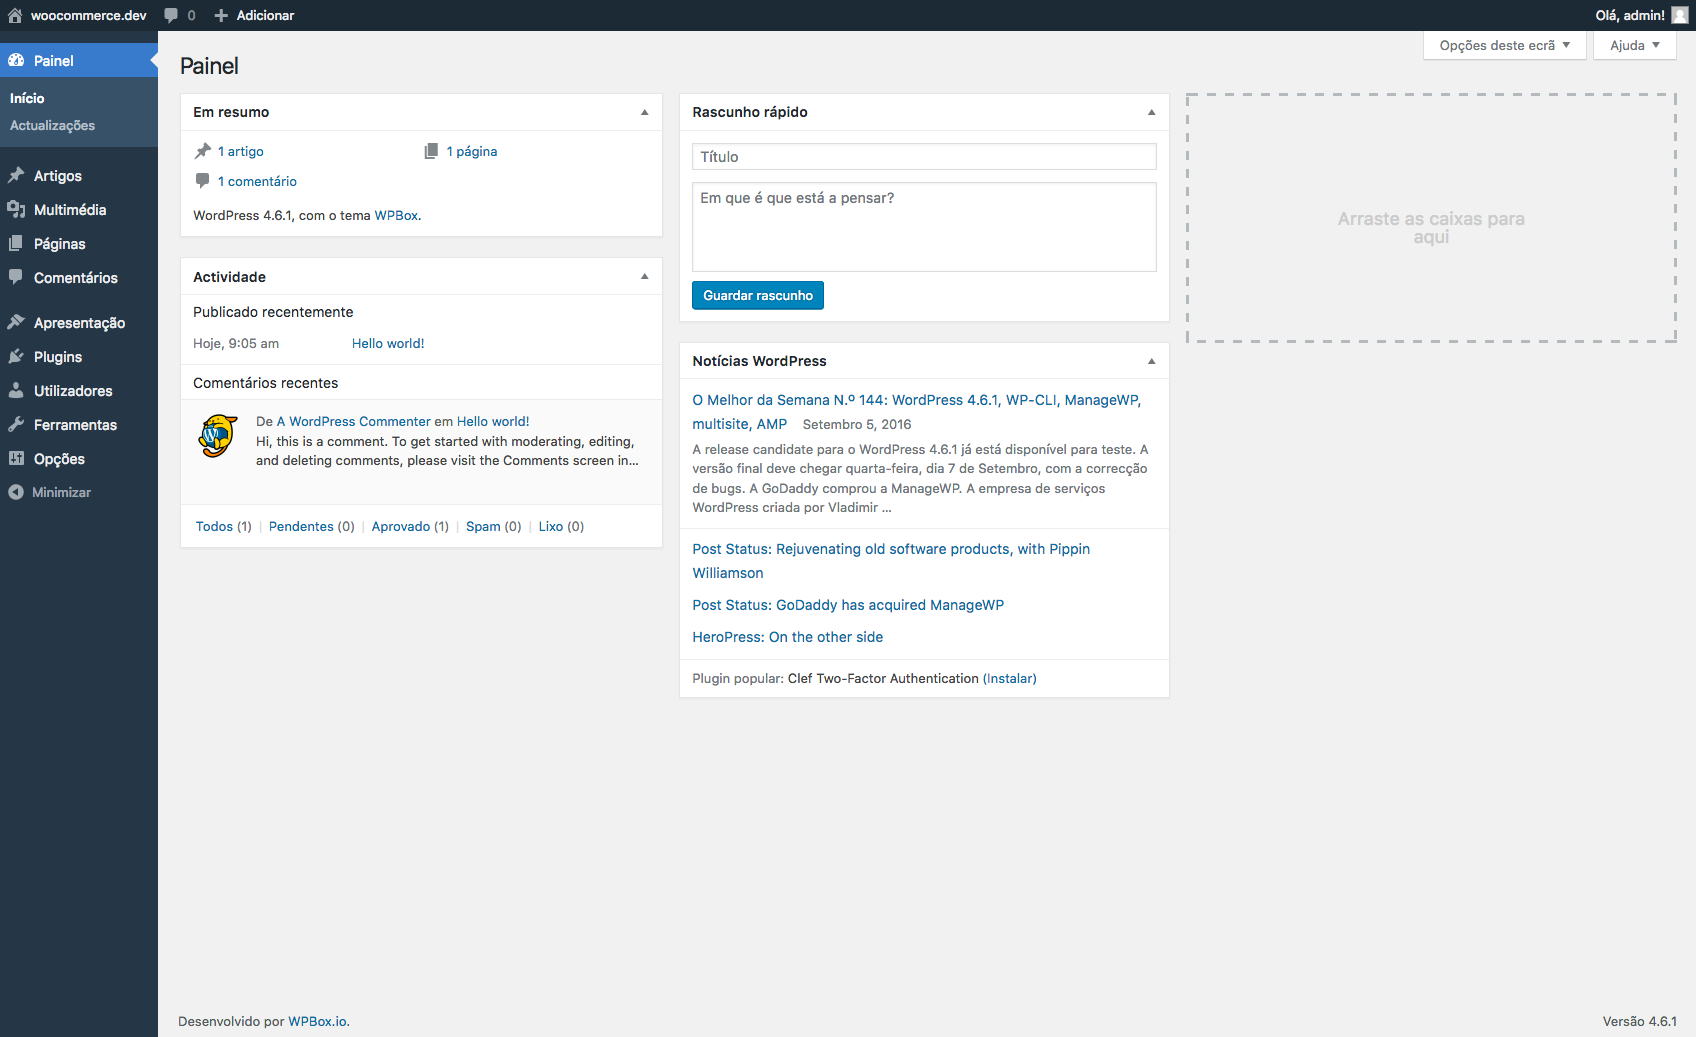 woocommerce.dev 0 Adicionar
Olá, admin!
Painel
Início
Actualizações
Artigos
Multimédia
Páginas
Comentários
Apresentação
Plugins
Utilizadores
Ferramentas
Opções
Minimizar
Opções deste ecrã
Ajuda
Painel
Em resumo
1 artigo
1 página
1 comentário
WordPress 4.6.1, com o tema WPBox.
Actividade
Publicado recentemente
Hoje, 9:05 am Hello world!
Comentários recentes
De A WordPress Commenter em Hello world!
Hi, this is a comment. To get started with moderating, editing,
and deleting comments, please visit the Comments screen in...
Todos (1) | Pendentes (0) | Aprovado (1) | Spam (0) | Lixo (0)
Rascunho rápido
Título
Em que é que está a pensar?
Guardar rascunho
Notícias WordPress
O Melhor da Semana N.º 144: WordPress 4.6.1, WP-CLI, ManageWP,
multisite, AMP Setembro 5, 2016
A release candidate para o WordPress 4.6.1 já está disponível para teste. A
versão final deve chegar quarta-feira, dia 7 de Setembro, com a correcção
de bugs. A GoDaddy comprou a ManageWP. A empresa de serviços
WordPress criada por Vladimir ...
Post Status: Rejuvenating old software products, with Pippin
Williamson
Post Status: GoDaddy has acquired ManageWP
HeroPress: On the other side
Plugin popular: Clef Two-Factor Authentication (Instalar)
Arraste as caixas para
aqui
Desenvolvido por WPBox.io.
Versão 4.6.1